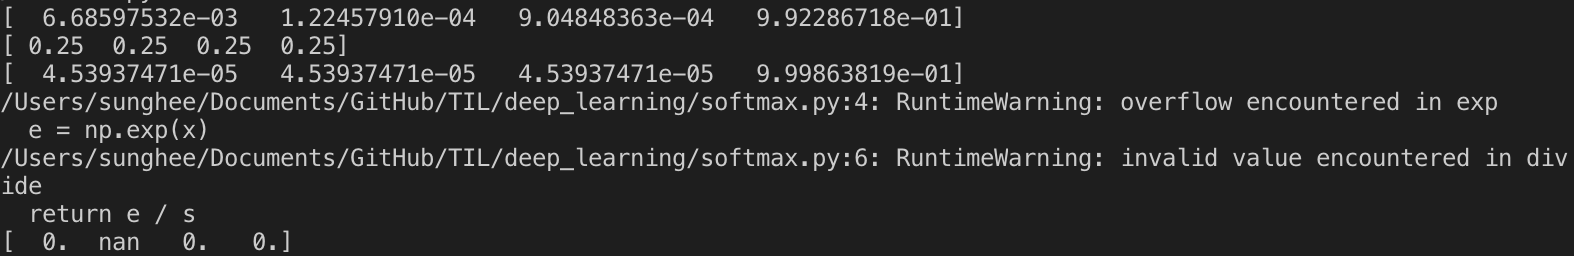 [  6.68597532e-03   1.22457910e-04   9.04848363e-04   9.92286718e-01]
[ 0.25  0.25  0.25  0.25]
[  4.53937471e-05   4.53937471e-05   4.53937471e-05   9.99863819e-01]
/Users/sunghee/Documents/GitHub/TIL/deep_learning/softmax.py:4: RuntimeWarning: overflow encountered in exp
  e = np.exp(x)
/Users/sunghee/Documents/GitHub/TIL/deep_learning/softmax.py:6: RuntimeWarning: invalid value encountered in div
ide
  return e / s
[  0.  nan   0.   0.]